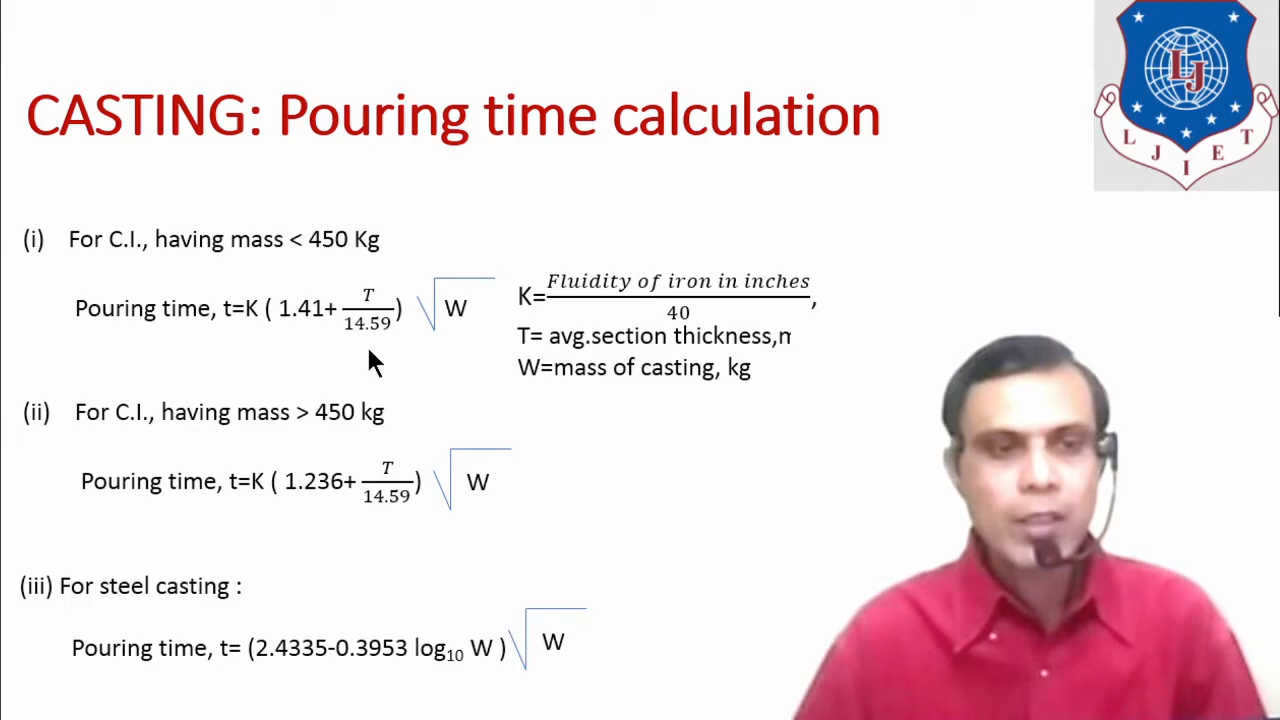 CASTING: Pouring time calculation
LJ
L J I E T
(i) For C.I., having mass < 450 Kg
Pouring time, t=K ( 1.41+ T/14.59 ) √W
K= Fluidity of iron in inches/40 ,
T= avg.section thickness,m
W=mass of casting, kg
(ii) For C.I., having mass > 450 kg
Pouring time, t=K ( 1.236+ T/14.59 ) √W
(iii) For steel casting :
Pouring time, t= (2.4335-0.3953 log₁₀ W ) √W